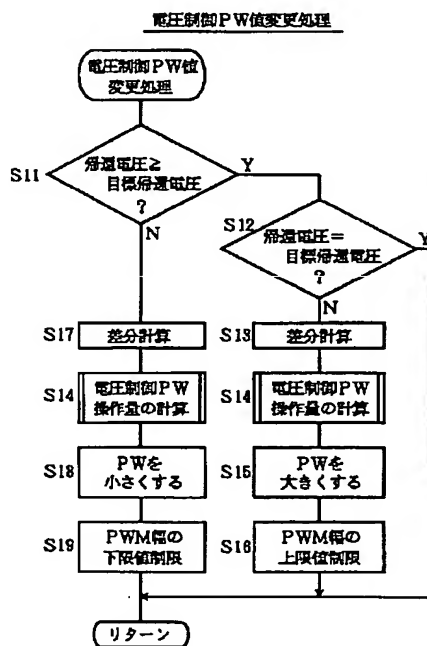 電圧制御PW値変更処理
電圧制御PW値
変更処理
S11
帰還電圧≧
目標帰還電圧
?
Y
N
S12
帰還電圧=
目標帰還電圧
?
Y
N
S17
差分計算
S13
差分計算
S14
電圧制御PW
操作量の計算
S14
電圧制御PW
操作量の計算
S18
PWを
小さくする
S15
PWを
大きくする
S19
PWM幅の
下限値制限
S16
PWM幅の
上限値制限
リターン